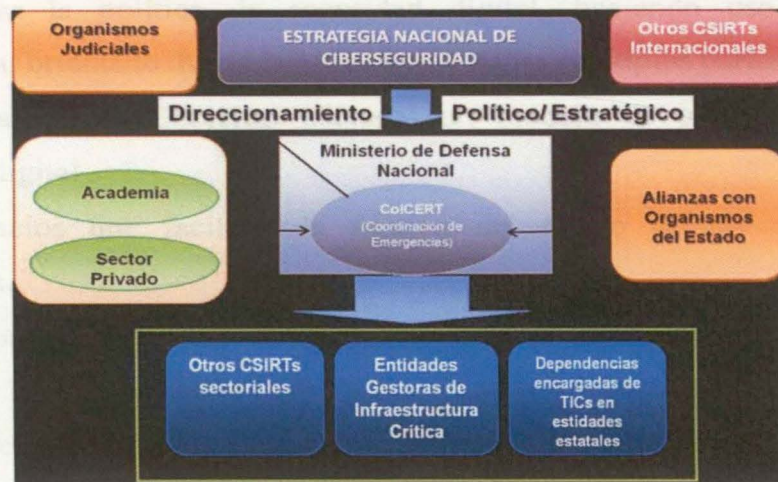 Organismos
Judiciales
ESTRATEGIA NACIONAL DE
CIBERSEGURIDAD
Otros CSIRTs
Internacionales
Direccionamiento
Político/ Estratégico
Academia
Sector
Privado
Ministerio de Defensa
Nacional
ColCERT
(Coordinación de
Emergencias)
Alianzas con
Organismos
del Estado
Otros CSIRTs
sectoriales
Entidades
Gestoras de
Infraestructura
Crítica
Dependencias
encargadas de
TICs en
estidades
estatales